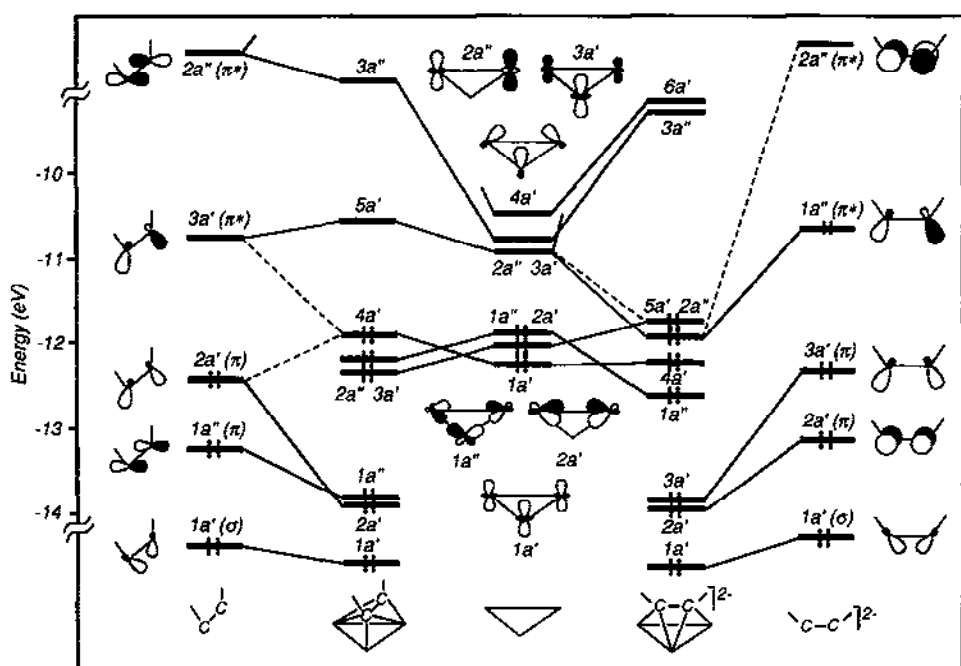 2a" (π*)
3a"
2a"
3a'
6a'
3a"
2a" (π*)
-10
Energy (eV)
3a' (π*)
5a'
4a'
1a" (π*)
-11
2a" 3a'
5a' 2a"
4a'
1a" 2a'
-12
2a' (π)
2a" 3a'
1a'
4a'
3a' (π)
1a"
-13
1a" (π)
1a"
2a'
2a' (π)
1a"
3a'
-14
2a'
1a'
2a'
1a' (σ)
1a'
1a'
1a' (σ)
C
C
C
C
C C ]2-
C–C ]2-